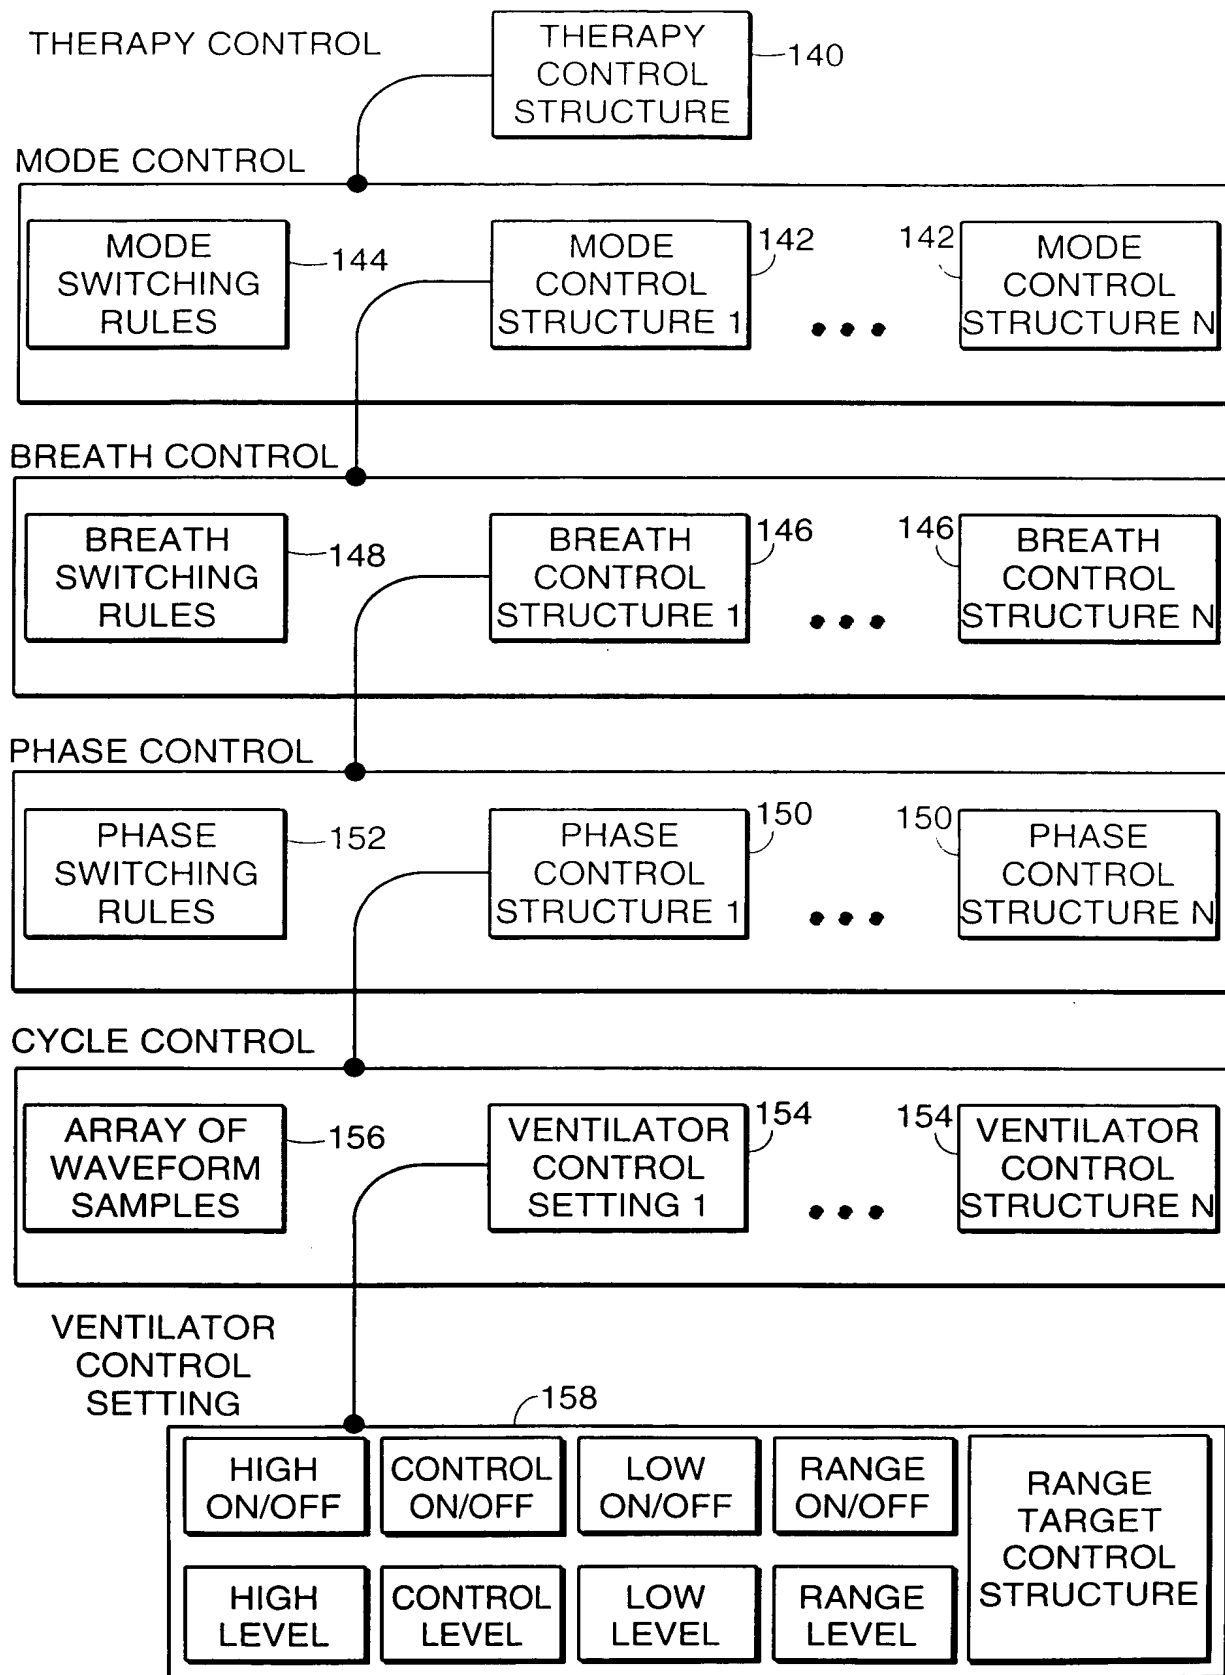 THERAPY CONTROL
THERAPY
CONTROL
STRUCTURE
140
MODE CONTROL
MODE
SWITCHING
RULES
144
MODE
CONTROL
STRUCTURE 1
142
142
MODE
CONTROL
STRUCTURE N
BREATH CONTROL
BREATH
SWITCHING
RULES
148
BREATH
CONTROL
STRUCTURE 1
146
146
BREATH
CONTROL
STRUCTURE N
PHASE CONTROL
PHASE
SWITCHING
RULES
152
PHASE
CONTROL
STRUCTURE 1
150
150
PHASE
CONTROL
STRUCTURE N
CYCLE CONTROL
ARRAY OF
WAVEFORM
SAMPLES
156
VENTILATOR
CONTROL
SETTING 1
154
154
VENTILATOR
CONTROL
STRUCTURE N
VENTILATOR
CONTROL
SETTING
158
HIGH
ON/OFF
CONTROL
ON/OFF
LOW
ON/OFF
RANGE
ON/OFF
RANGE
TARGET
CONTROL
STRUCTURE
HIGH
LEVEL
CONTROL
LEVEL
LOW
LEVEL
RANGE
LEVEL